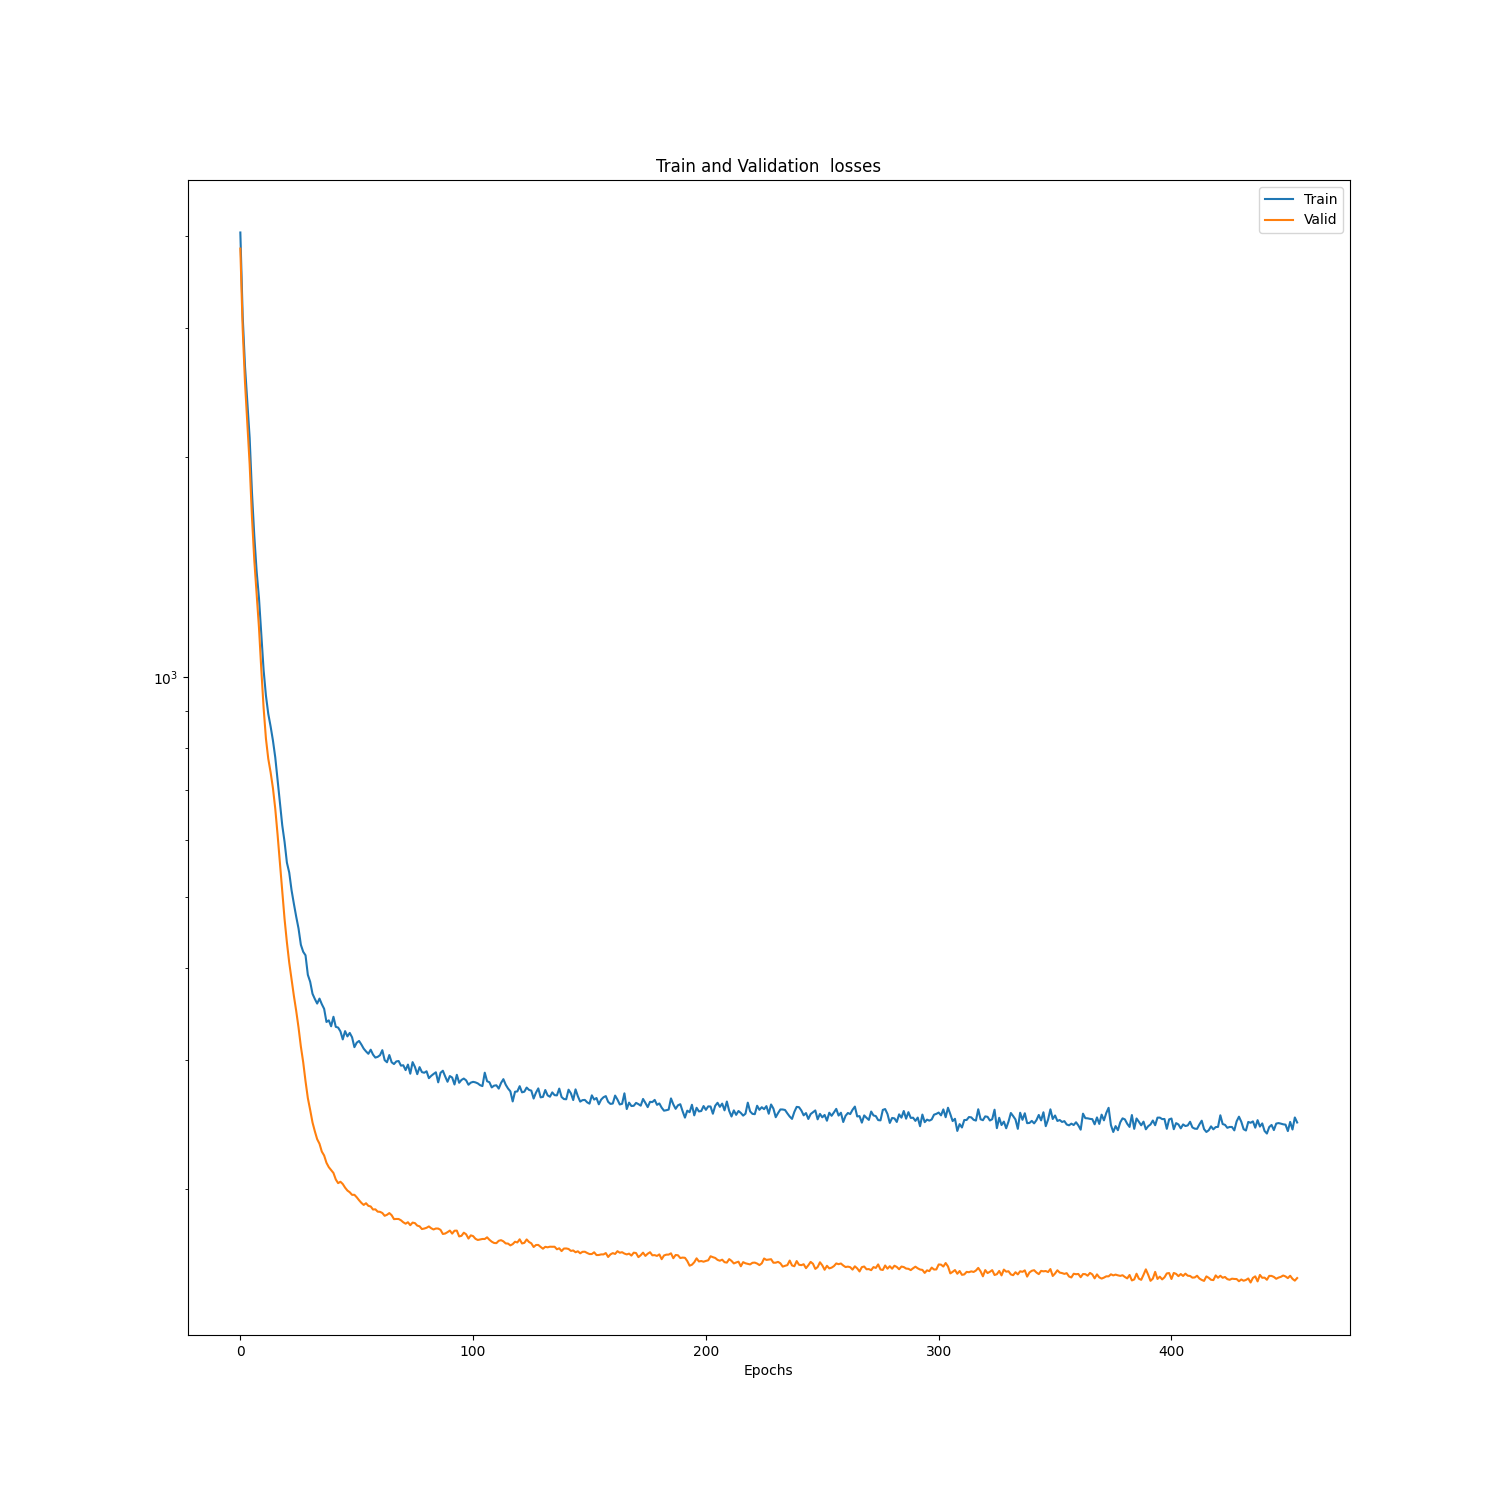 Train and Validation  losses
Train
Valid
10³
0 100 200 300 400
Epochs